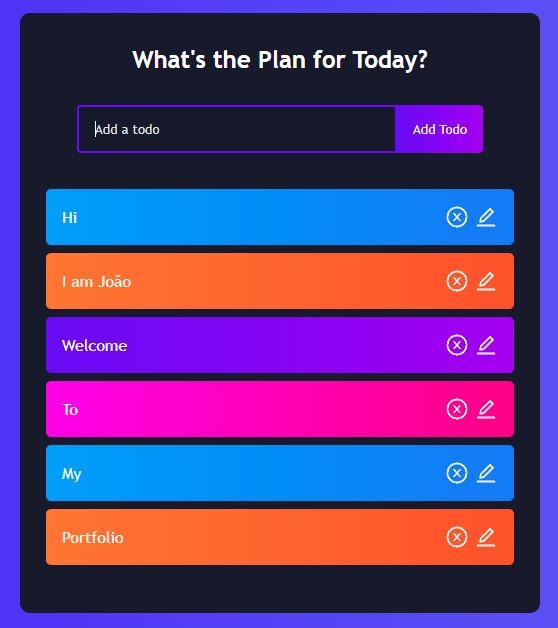 What's the Plan for Today?
Add a todo Add Todo
Hi
I am João
Welcome
To
My
Portfolio